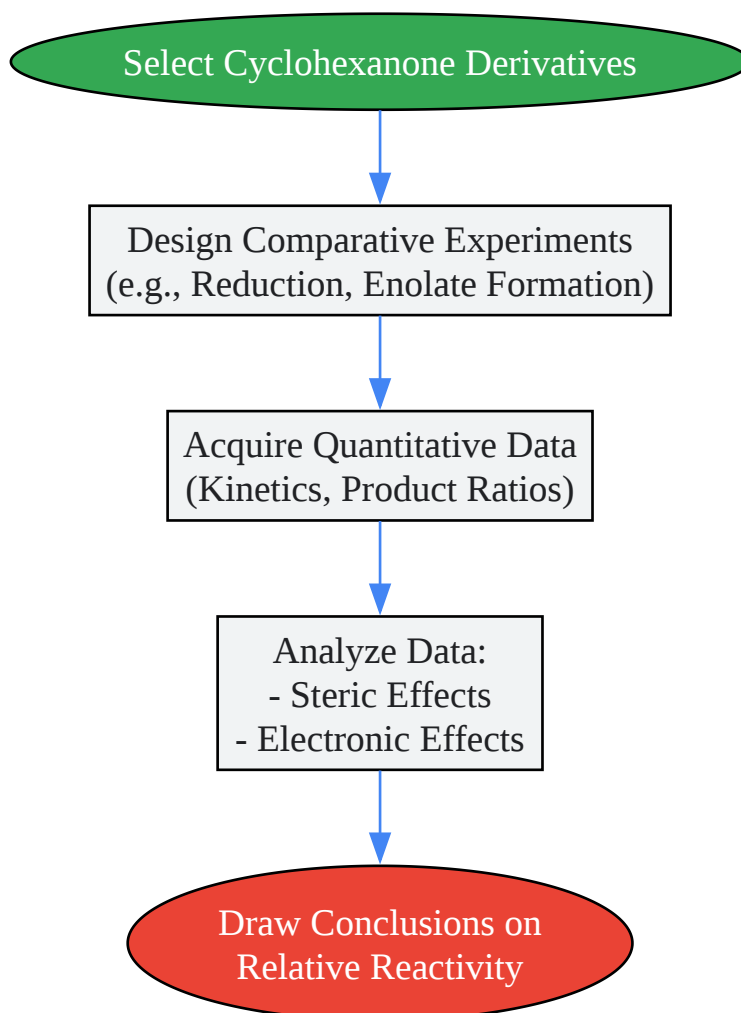 Select Cyclohexanone Derivatives
Design Comparative Experiments
(e.g., Reduction, Enolate Formation)
Acquire Quantitative Data
(Kinetics, Product Ratios)
Analyze Data:
- Steric Effects
- Electronic Effects
Draw Conclusions on
Relative Reactivity